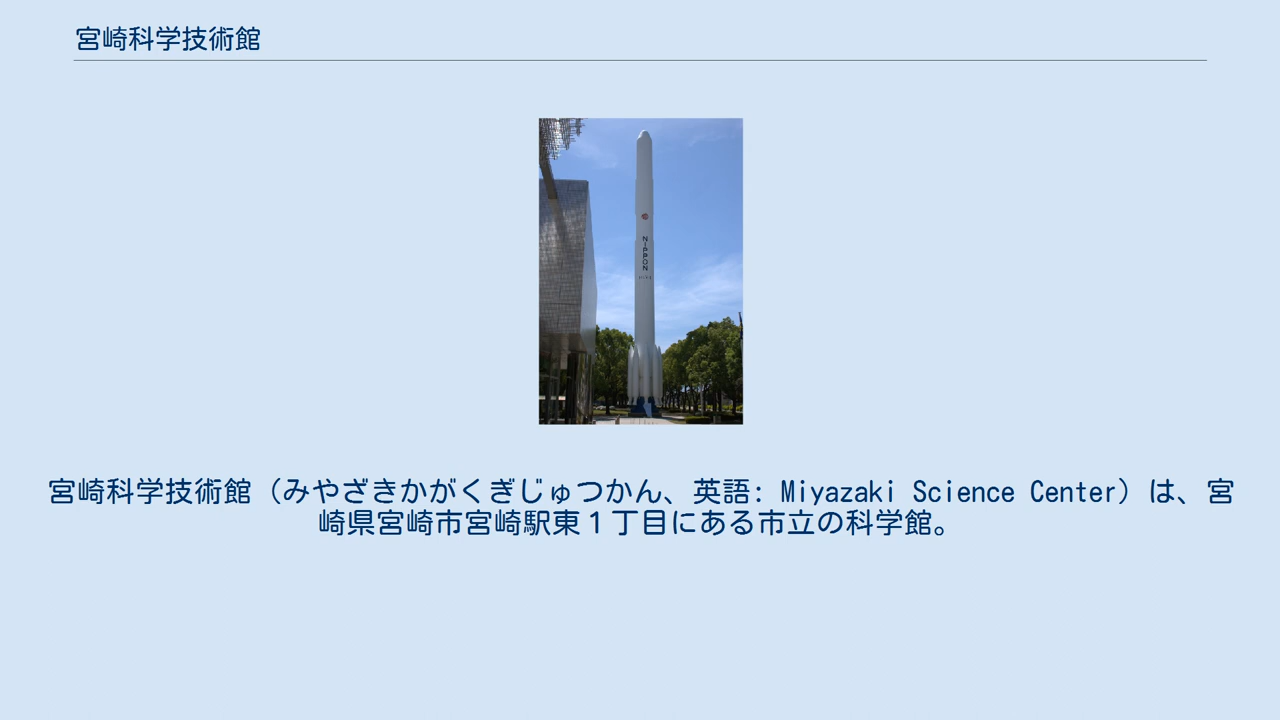 宮崎科学技術館
NIPPON
宮崎科学技術館（みやざきかがくぎじゅつかん、英語: Miyazaki Science Center）は、宮
崎県宮崎市宮崎駅東１丁目にある市立の科学館。